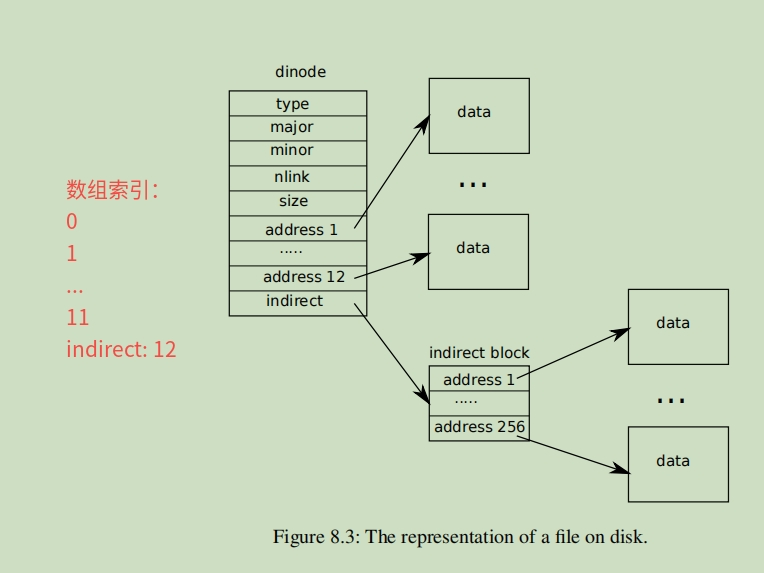 数组索引：
0
1
...
11
indirect: 12
dinode
type
major
minor
nlink
size
address 1
.....
address 12
indirect
data
...
data
indirect block
address 1
.....
address 256
data
...
data
Figure 8.3: The representation of a file on disk.